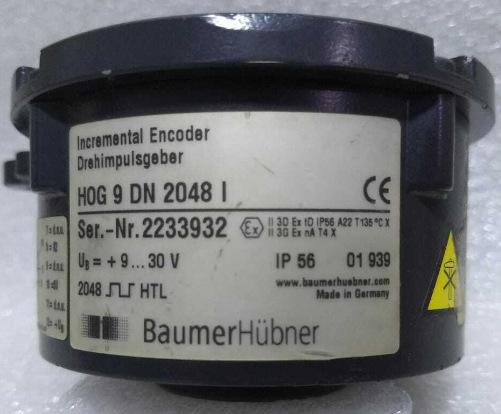 Incremental Encoder
Drehimpulsgeber
HOG 9 DN 2048 I CE
Ser.-Nr.2233932 Ex II 3D Ex tD IP56 A22 T135°C X
II 3G Ex nA T4 X
UB = + 9 ... 30 V IP 56 01 939
www.baumerhuebner.com
2048 HTL Made in Germany
BaumerHübner